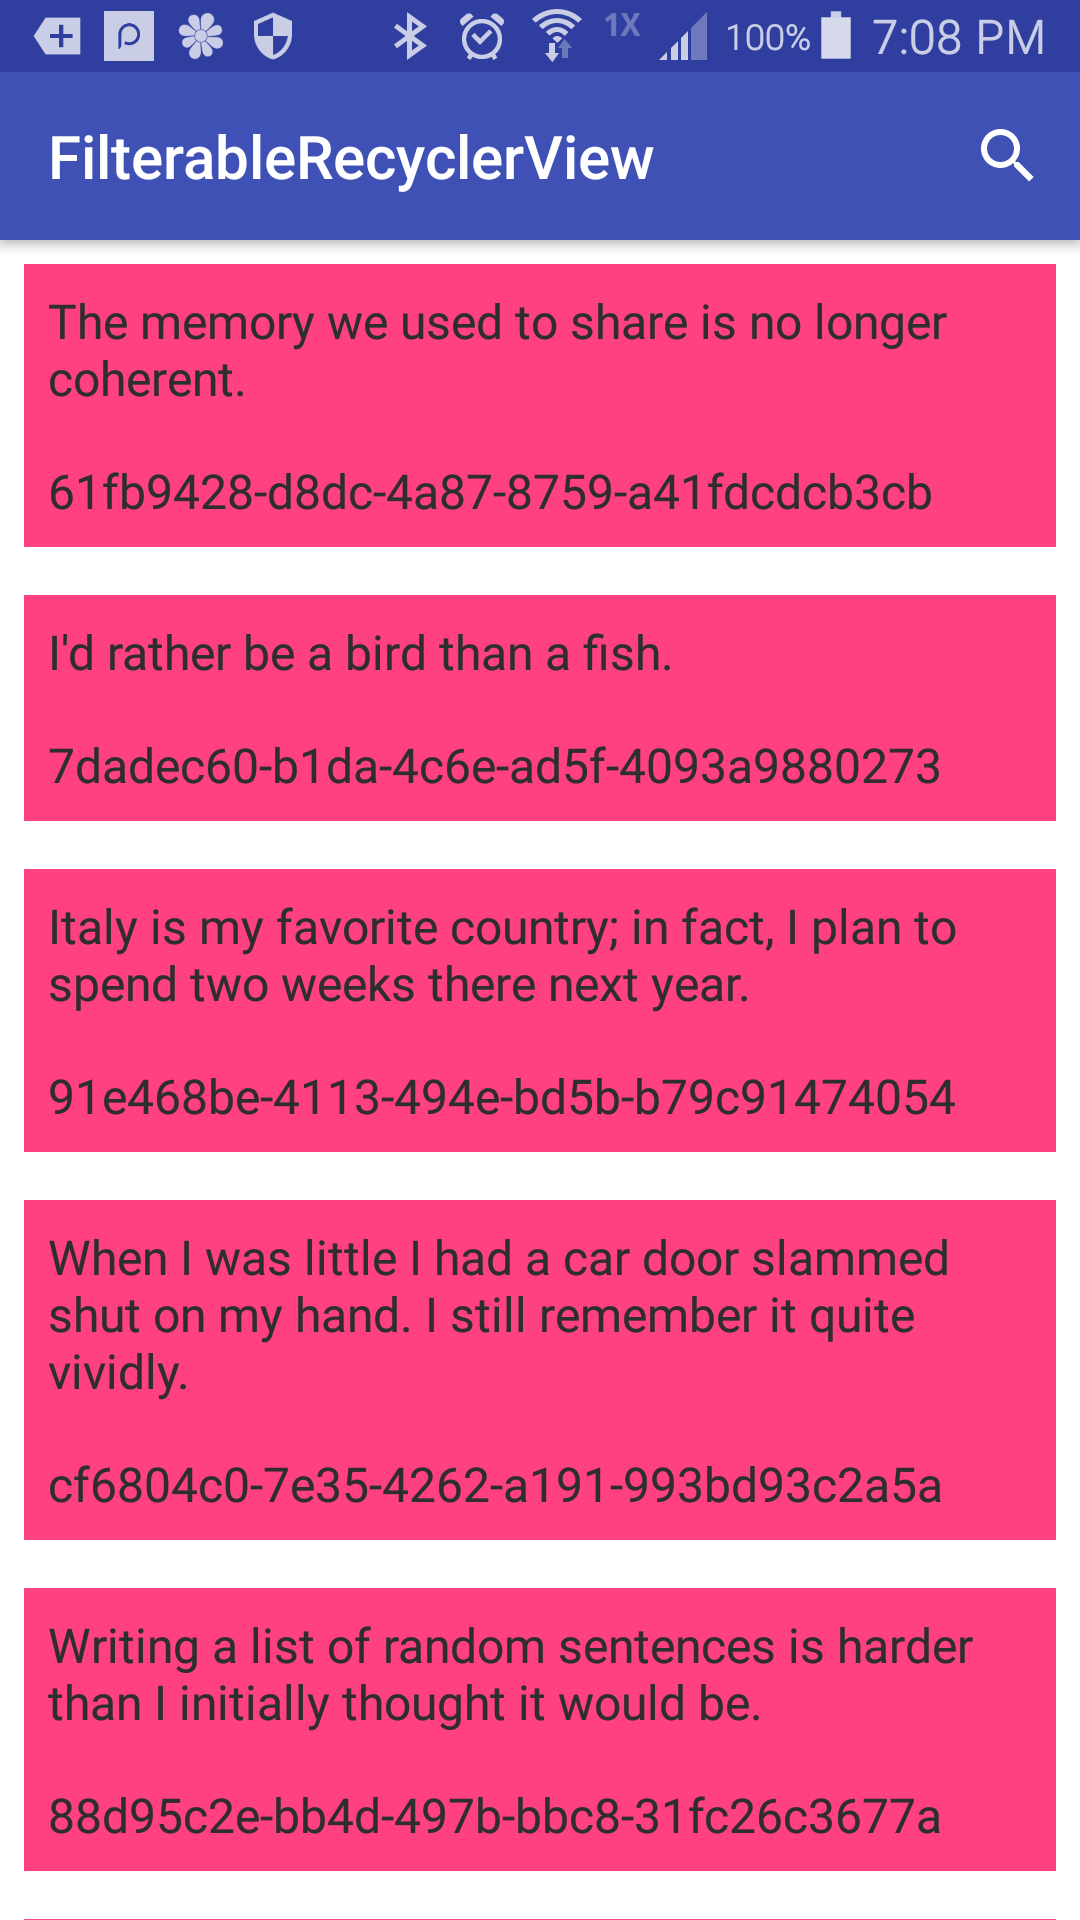 1X 100% 7:08 PM
FilterableRecyclerView
The memory we used to share is no longer
coherent.
61fb9428-d8dc-4a87-8759-a41fdcdcb3cb
I'd rather be a bird than a fish.
7dadec60-b1da-4c6e-ad5f-4093a9880273
Italy is my favorite country; in fact, I plan to
spend two weeks there next year.
91e468be-4113-494e-bd5b-b79c91474054
When I was little I had a car door slammed
shut on my hand. I still remember it quite
vividly.
cf6804c0-7e35-4262-a191-993bd93c2a5a
Writing a list of random sentences is harder
than I initially thought it would be.
88d95c2e-bb4d-497b-bbc8-31fc26c3677a